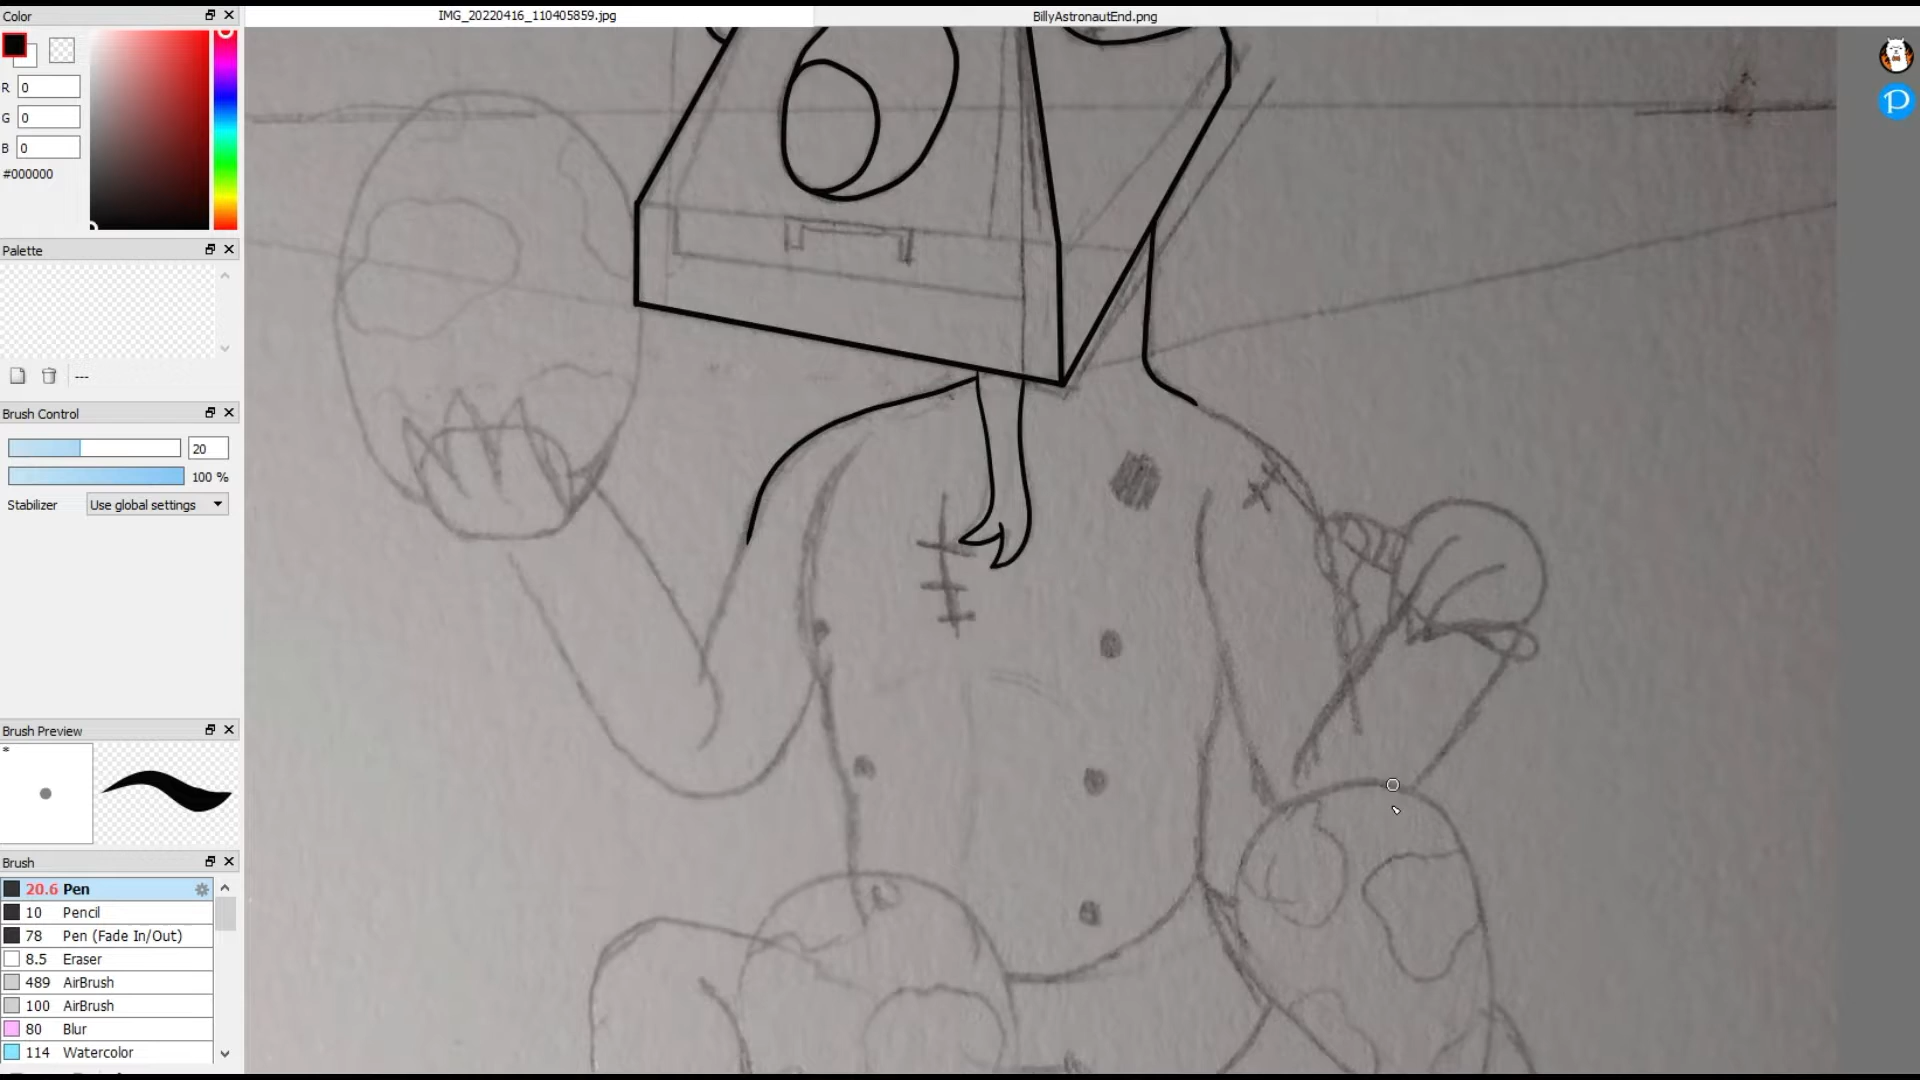 Color
IMG_20220416_110405859.jpg
BillyAstronautEnd.png
R 0
G 0
B 0
#000000
Palette
---
Brush Control
20
100 %
Stabilizer Use global settings
Brush Preview
*
Brush
20.6 Pen
10 Pencil
78 Pen (Fade In/Out)
8.5 Eraser
489 AirBrush
100 AirBrush
80 Blur
114 Watercolor
P